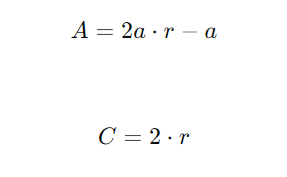 A = 2a · r − a
C = 2 · r